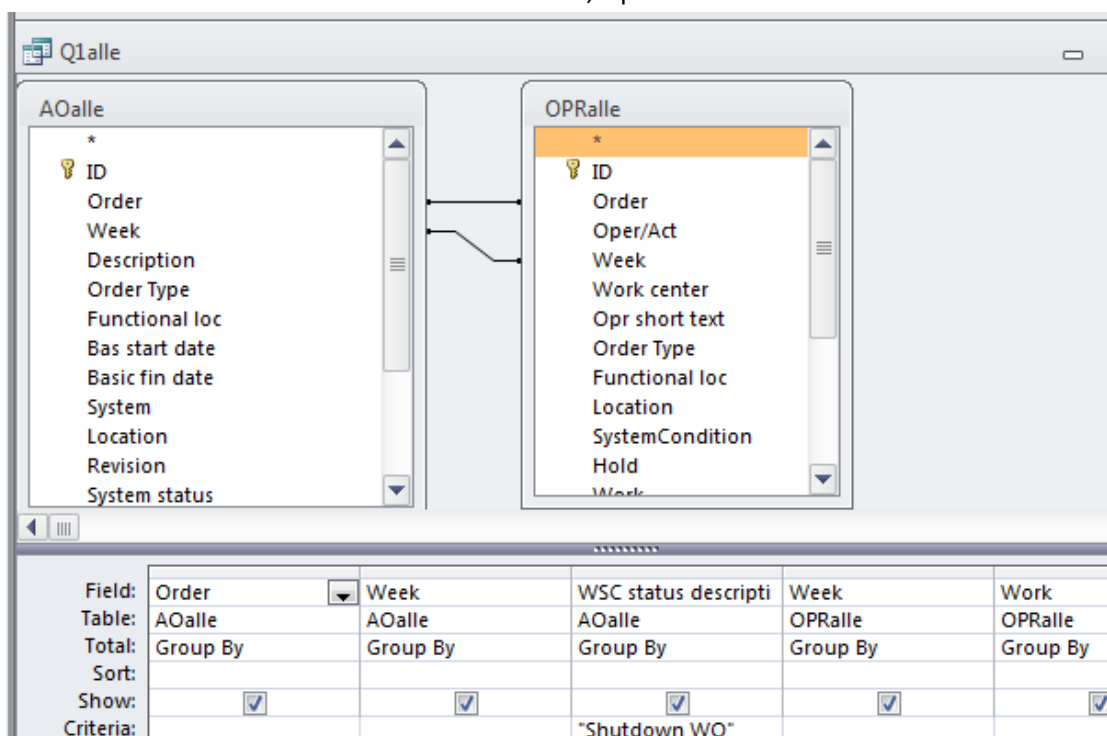 Q1alle
AOalle
*
ID
Order
Week
Description
Order Type
Functional loc
Bas start date
Basic fin date
System
Location
Revision
System status
OPRalle
*
ID
Order
Oper/Act
Week
Work center
Opr short text
Order Type
Functional loc
Location
SystemCondition
Hold
Work
Field: Order Week WSC status descripti Week Work
Table: AOalle AOalle AOalle OPRalle OPRalle
Total: Group By Group By Group By Group By Group By
Sort:
Show:
Criteria: "Shutdown WO"